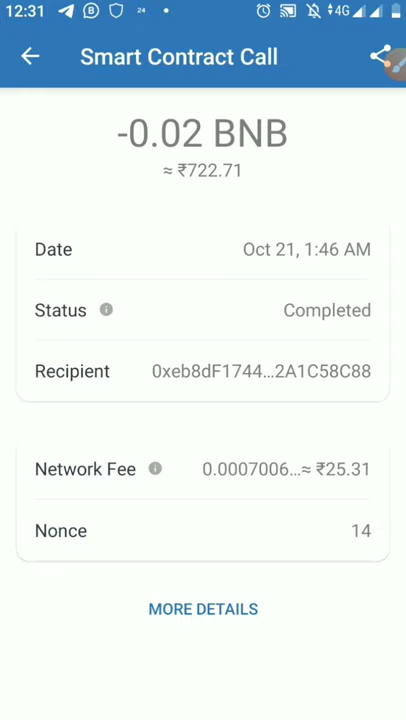 12:31 24 4G
Smart Contract Call
-0.02 BNB
≈ ₹722.71
Date Oct 21, 1:46 AM
Status Completed
Recipient 0xeb8dF1744...2A1C58C88
Network Fee 0.0007006...≈ ₹25.31
Nonce 14
MORE DETAILS